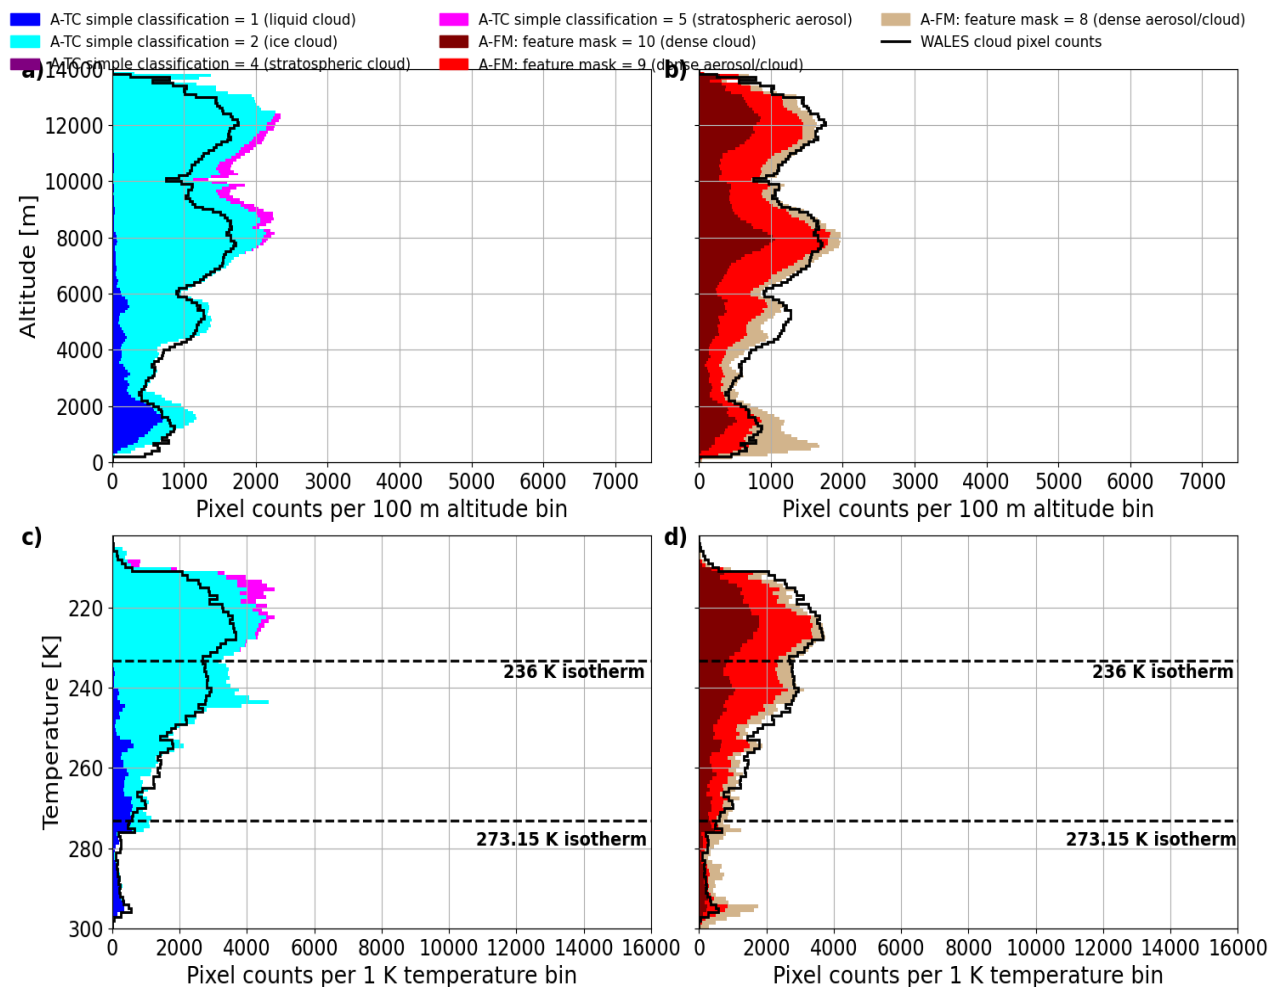 A-TC simple classification = 1 (liquid cloud) A-TC simple classification = 5 (stratospheric aerosol) A-FM: feature mask = 8 (dense aerosol/cloud)
A-TC simple classification = 2 (ice cloud) A-FM: feature mask = 10 (dense cloud) WALES cloud pixel counts
A-TC simple classification = 4 (stratospheric cloud) A-FM: feature mask = 9 (dense aerosol/cloud)
a) b)
14000
12000
10000
8000
6000
4000
2000
0
Altitude [m]
0 1000 2000 3000 4000 5000 6000 7000 0 1000 2000 3000 4000 5000 6000 7000
Pixel counts per 100 m altitude bin Pixel counts per 100 m altitude bin
c) d)
220
240
260
280
300
Temperature [K]
236 K isotherm 236 K isotherm
273.15 K isotherm 273.15 K isotherm
0 2000 4000 6000 8000 10000 12000 14000 16000 0 2000 4000 6000 8000 10000 12000 14000 16000
Pixel counts per 1 K temperature bin Pixel counts per 1 K temperature bin